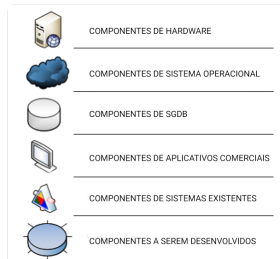 COMPONENTES DE HARDWARE
COMPONENTES DE SISTEMA OPERACIONAL
COMPONENTES DE SGDB
COMPONENTES DE APLICATIVOS COMERCIAIS
COMPONENTES DE SISTEMAS EXISTENTES
COMPONENTES A SEREM DESENVOLVIDOS